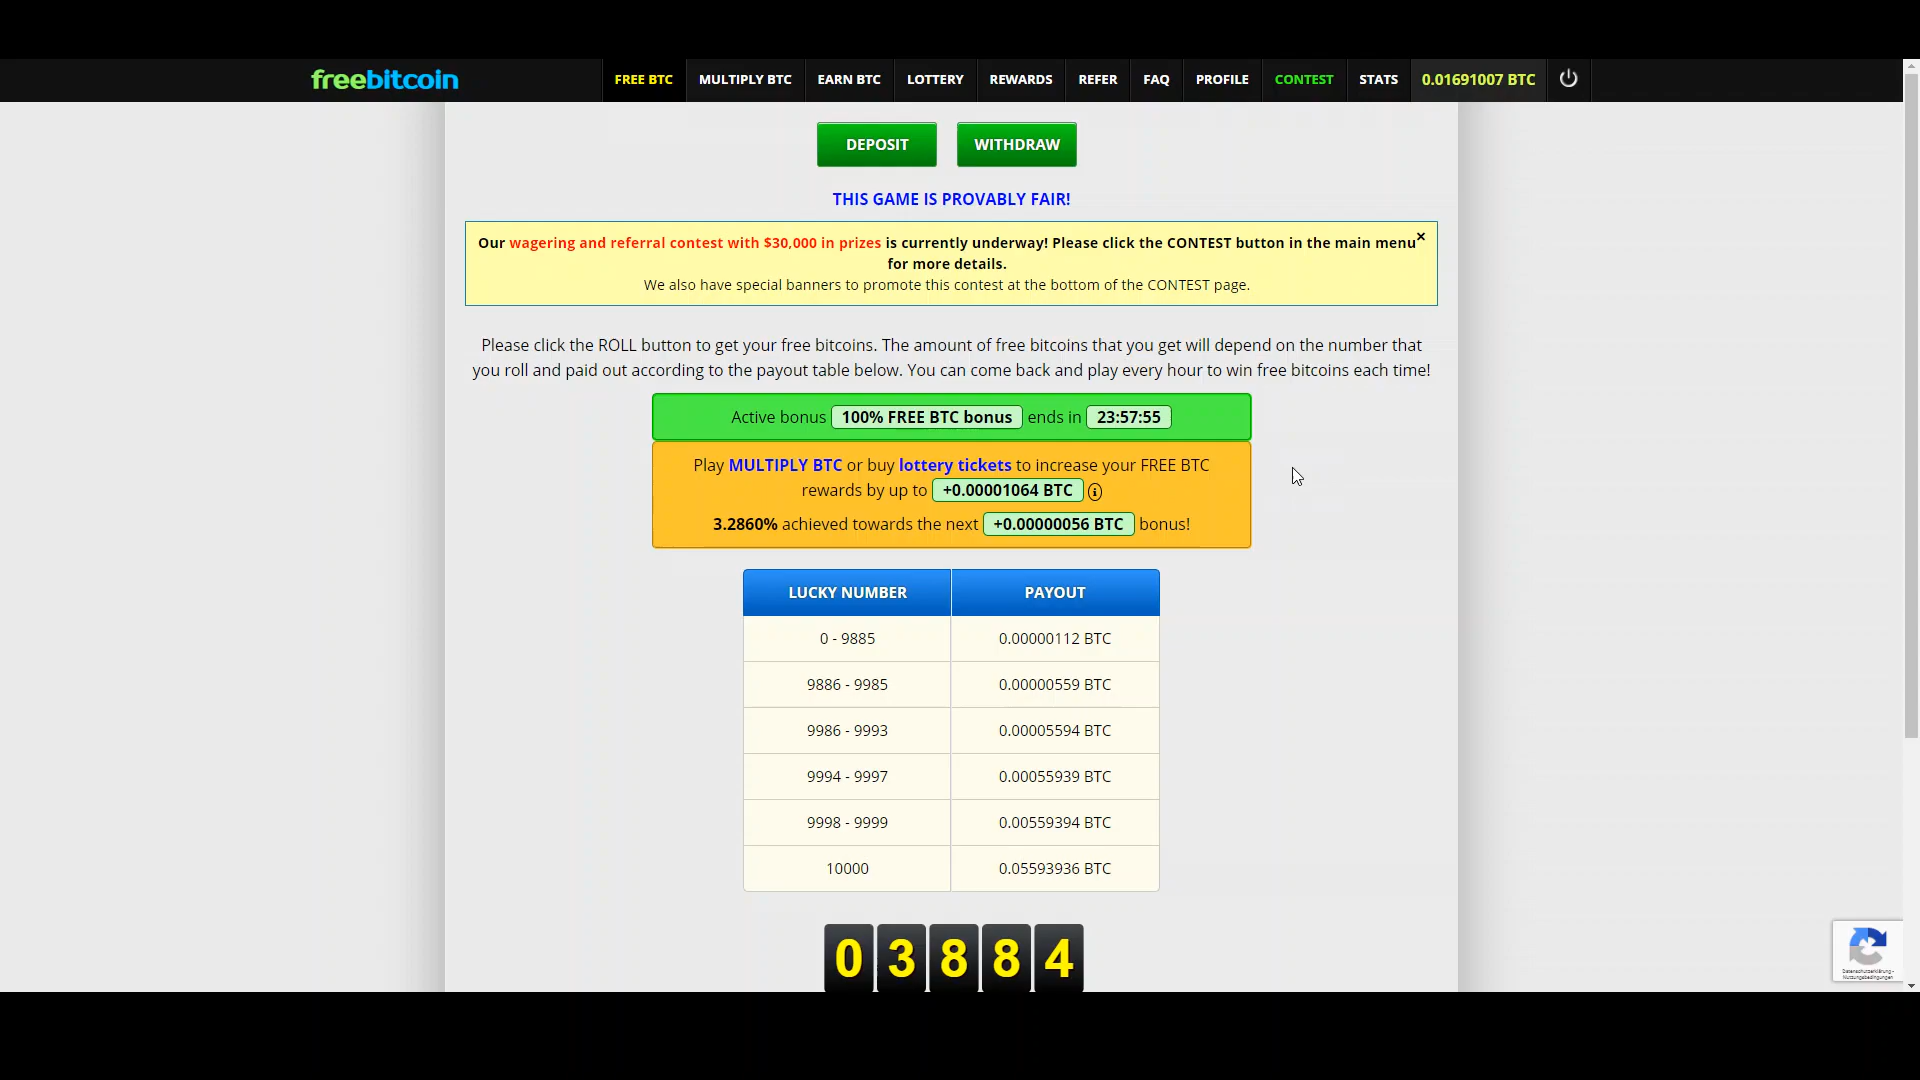 freebitcoin
FREE BTC
MULTIPLY BTC
EARN BTC
LOTTERY
REWARDS
REFER
FAQ
PROFILE
CONTEST
STATS
0.01691007 BTC
DEPOSIT
WITHDRAW
THIS GAME IS PROVABLY FAIR!
Our wagering and referral contest with $30,000 in prizes is currently underway! Please click the CONTEST button in the main menu
for more details.
We also have special banners to promote this contest at the bottom of the CONTEST page.
Please click the ROLL button to get your free bitcoins. The amount of free bitcoins that you get will depend on the number that
you roll and paid out according to the payout table below. You can come back and play every hour to win free bitcoins each time!
Active bonus 100% FREE BTC bonus ends in 23:57:55
Play MULTIPLY BTC or buy lottery tickets to increase your FREE BTC
rewards by up to +0.00001064 BTC
3.2860% achieved towards the next +0.00000056 BTC bonus!
LUCKY NUMBER PAYOUT
0 - 9885 0.00000112 BTC
9886 - 9985 0.00000559 BTC
9986 - 9993 0.00005594 BTC
9994 - 9997 0.00055939 BTC
9998 - 9999 0.00559394 BTC
10000 0.05593936 BTC
0 3 8 8 4
Datenschutzerklärung -
Nutzungsbedingungen